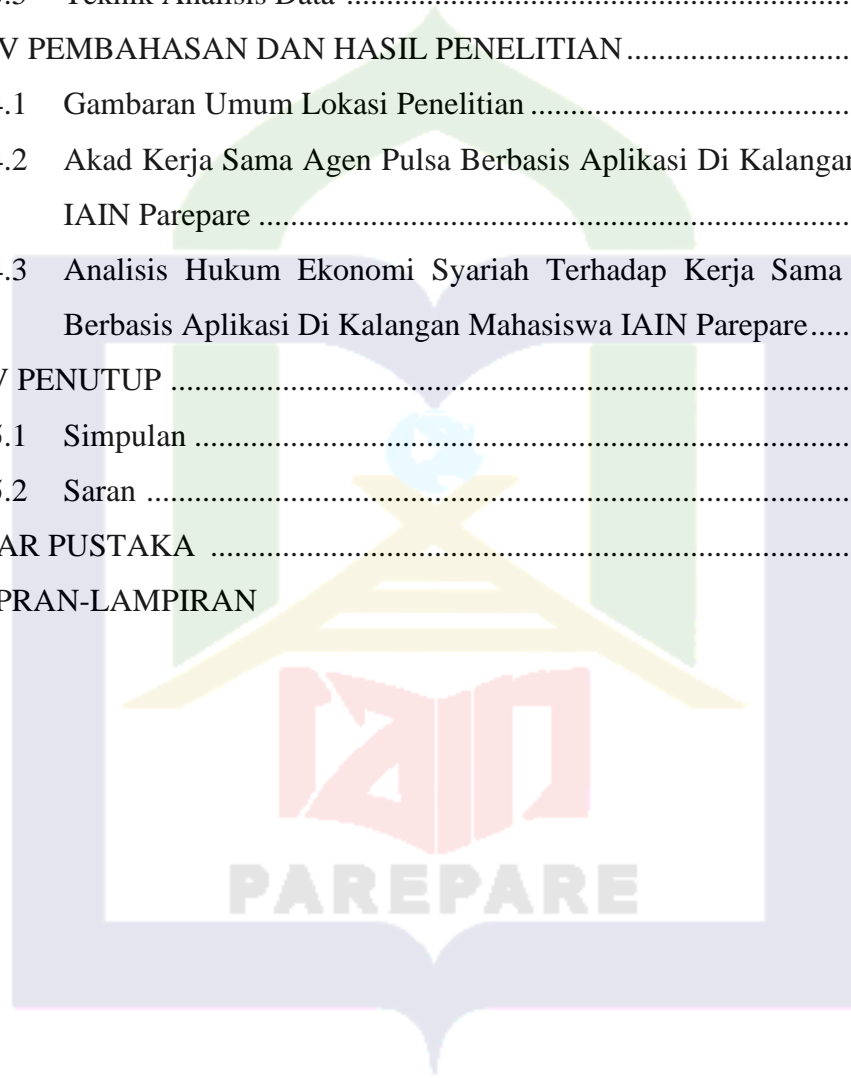 .5 Teknik Analisis Data ....................................................................
V PEMBAHASAN DAN HASIL PENELITIAN ..............................
.1 Gambaran Umum Lokasi Penelitian ...........................................
.2 Akad Kerja Sama Agen Pulsa Berbasis Aplikasi Di Kalangan
IAIN Parepare ..............................................................................
.3 Analisis Hukum Ekonomi Syariah Terhadap Kerja Sama
Berbasis Aplikasi Di Kalangan Mahasiswa IAIN Parepare.....
V PENUTUP ........................................................................................
5.1 Simpulan ......................................................................................
5.2 Saran ............................................................................................
AR PUSTAKA ...................................................................................
PRAN-LAMPIRAN
iain
PAREPARE